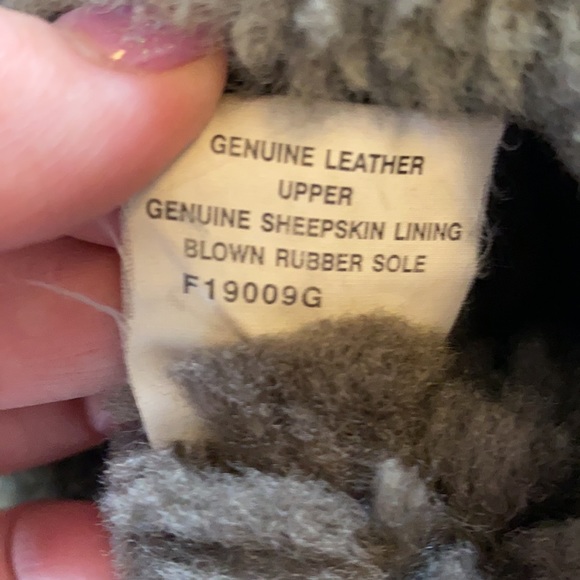 GENUINE LEATHER
UPPER
GENUINE SHEEPSKIN LINING
BLOWN RUBBER SOLE
F19009G